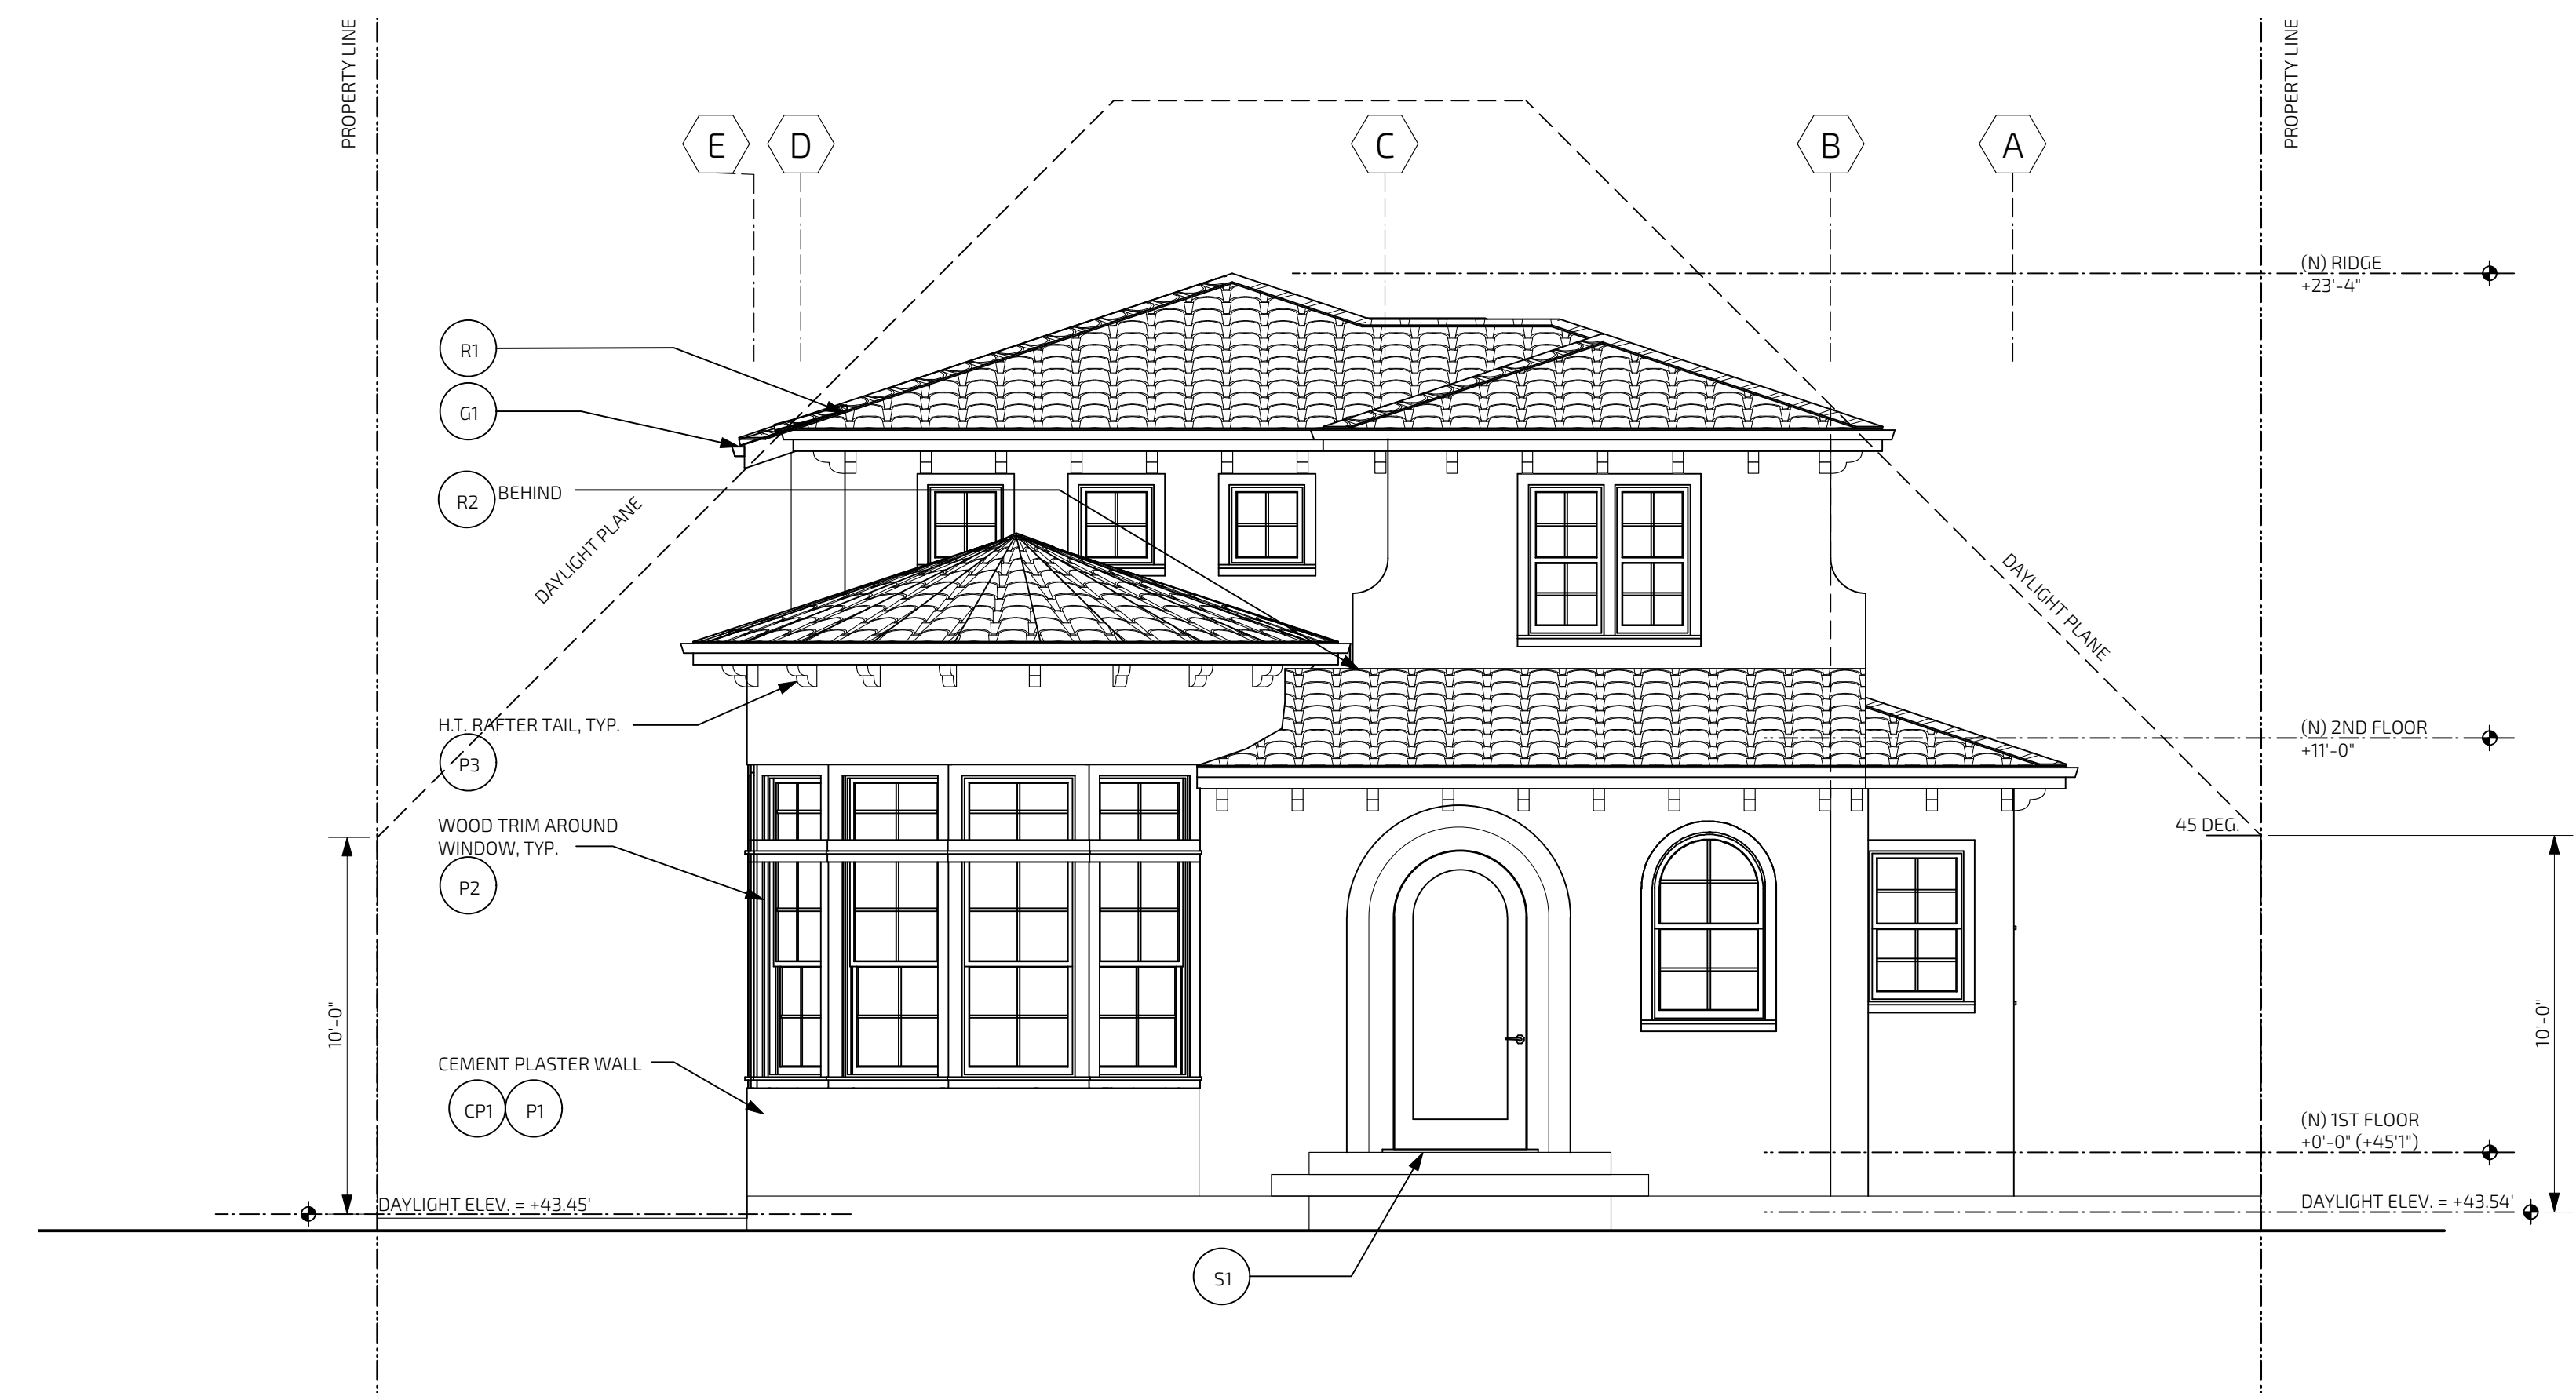 PROPERTY LINE
PROPERTY LINE
E
D
C
B
A
(N) RIDGE
+23'-4"
R1
G1
R2
BEHIND
DAYLIGHT PLANE
DAYLIGHT PLANE
H.T. RAFTER TAIL, TYP.
P3
(N) 2ND FLOOR
+11'-0"
WOOD TRIM AROUND
WINDOW, TYP.
P2
45 DEG.
10'-0"
10'-0"
CEMENT PLASTER WALL
CP1
P1
(N) 1ST FLOOR
+0'-0" (+45'1")
DAYLIGHT ELEV. = +43.45'
DAYLIGHT ELEV. = +43.54'
S1